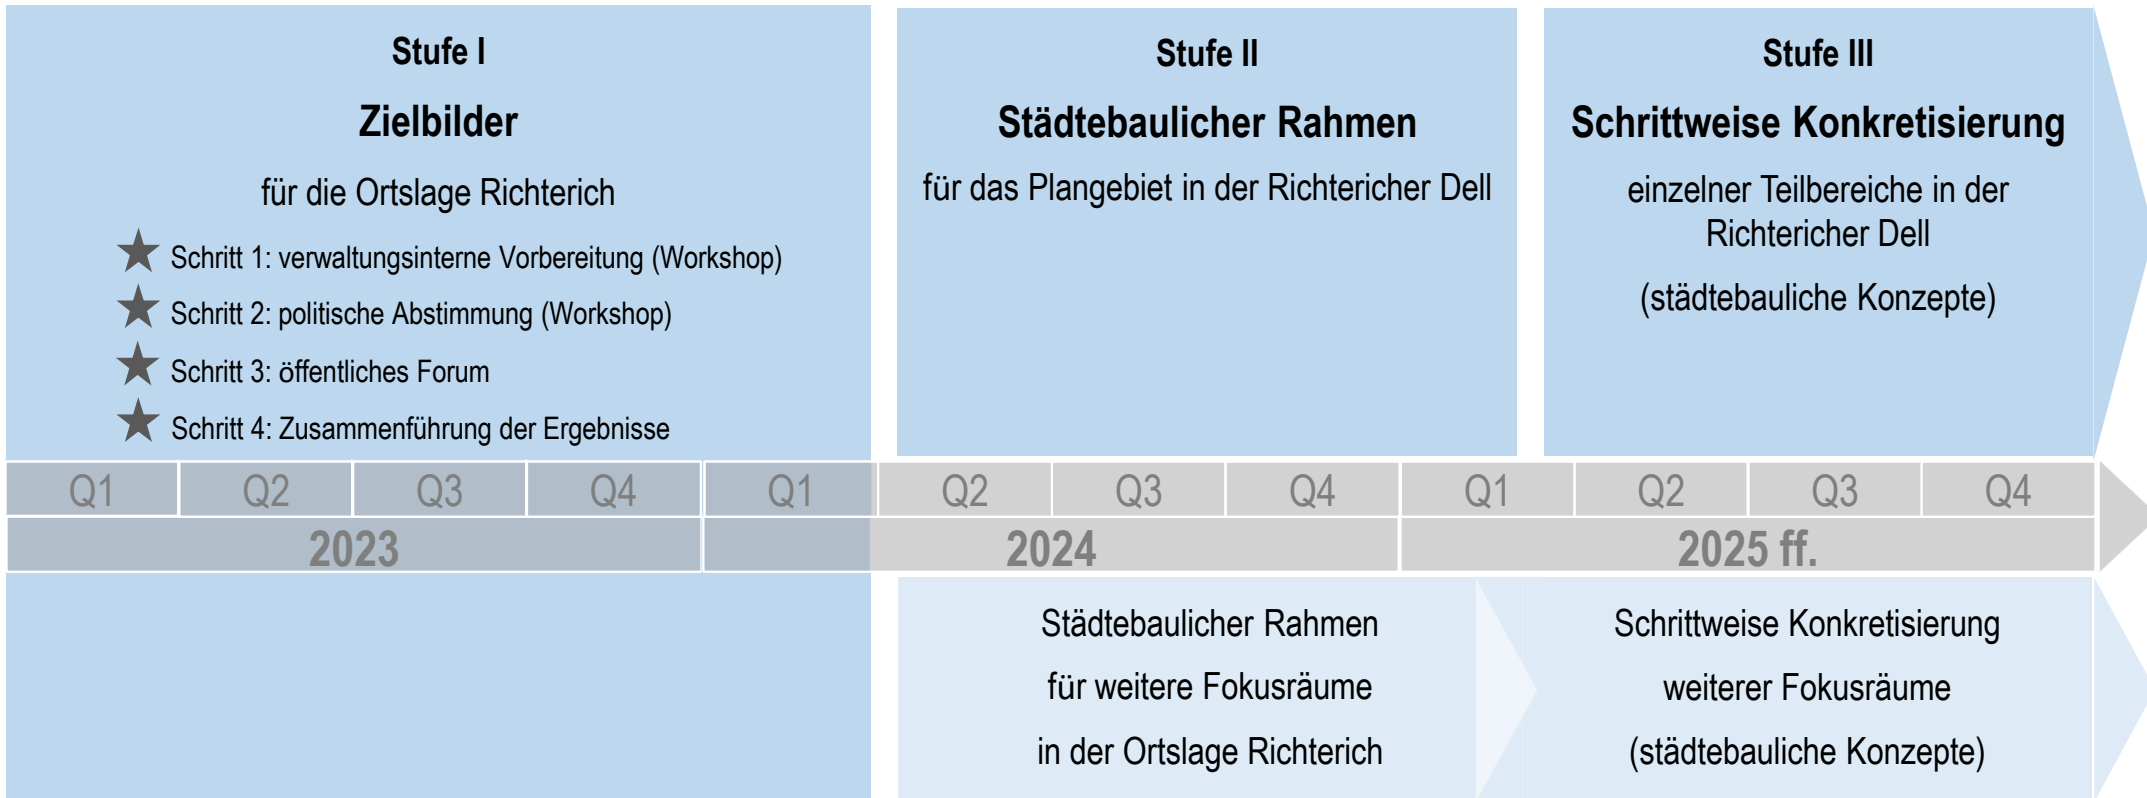 Stufe I
Zielbilder
für die Ortslage Richterich
Schritt 1: verwaltungsinterne Vorbereitung (Workshop)
Schritt 2: politische Abstimmung (Workshop)
Schritt 3: öffentliches Forum
Schritt 4: Zusammenführung der Ergebnisse
Stufe II
Städtebaulicher Rahmen
für das Plangebiet in der Richtericher Dell
Stufe III
Schrittweise Konkretisierung
einzelner Teilbereiche in der
Richtericher Dell
(städtebauliche Konzepte)
Q1 Q2 Q3 Q4 Q1 Q2 Q3 Q4 Q1 Q2 Q3 Q4
2023 2024 2025 ff.
Städtebaulicher Rahmen
für weitere Fokusräume
in der Ortslage Richterich
Schrittweise Konkretisierung
weiterer Fokusräume
(städtebauliche Konzepte)